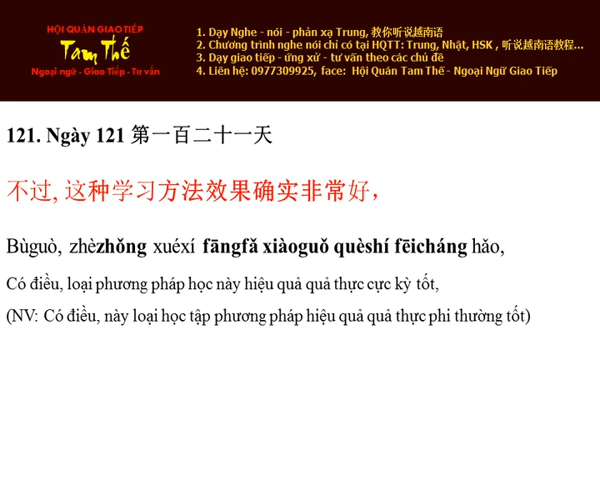 HỘI QUÁN GIAO TIẾP
Tam Thế
Ngoại ngữ - Giao Tiếp - Tư vấn
1. Dạy Nghe - nói - phản xạ Trung, 教你听说越南语
2. Chương trình nghe nói chỉ có tại HQTT: Trung, Nhật, HSK , 听说越南语教程...
3. Dạy giao tiếp - ứng xử - tư vấn theo các chủ đề
4. Liên hệ: 0977309925, face: Hội Quán Tam Thế - Ngoại Ngữ Giao Tiếp
121. Ngày 121 第一百二十一天
不过, 这种学习方法效果确实非常好，
Bùguò, zhèzhǒng xuéxí fāngfǎ xiàoguǒ quèshí fēicháng hǎo,
Có điều, loại phương pháp học này hiệu quả quả thực cực kỳ tốt,
(NV: Có điều, này loại học tập phương pháp hiệu quả quả thực phi thường tốt)